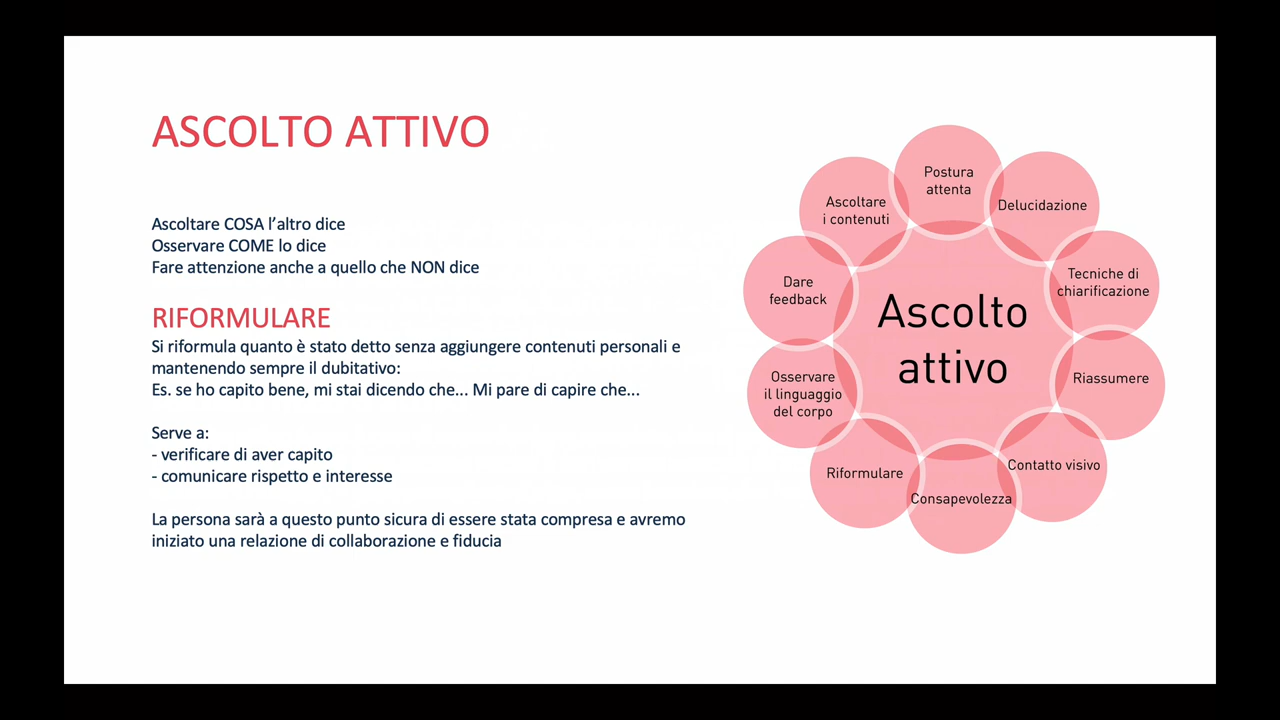 ASCOLTO ATTIVO
Ascoltare COSA l’altro dice
Osservare COME lo dice
Fare attenzione anche a quello che NON dice
RIFORMULARE
Si riformula quanto è stato detto senza aggiungere contenuti personali e
mantenendo sempre il dubitativo:
Es. se ho capito bene, mi stai dicendo che... Mi pare di capire che...
Serve a:
- verificare di aver capito
- comunicare rispetto e interesse
La persona sarà a questo punto sicura di essere stata compresa e avremo
iniziato una relazione di collaborazione e fiducia
Ascolto
attivo
Postura
attenta
Delucidazione
Tecniche di
chiarificazione
Riassumere
Contatto visivo
Consapevolezza
Riformulare
Osservare
il linguaggio
del corpo
Dare
feedback
Ascoltare
i contenuti